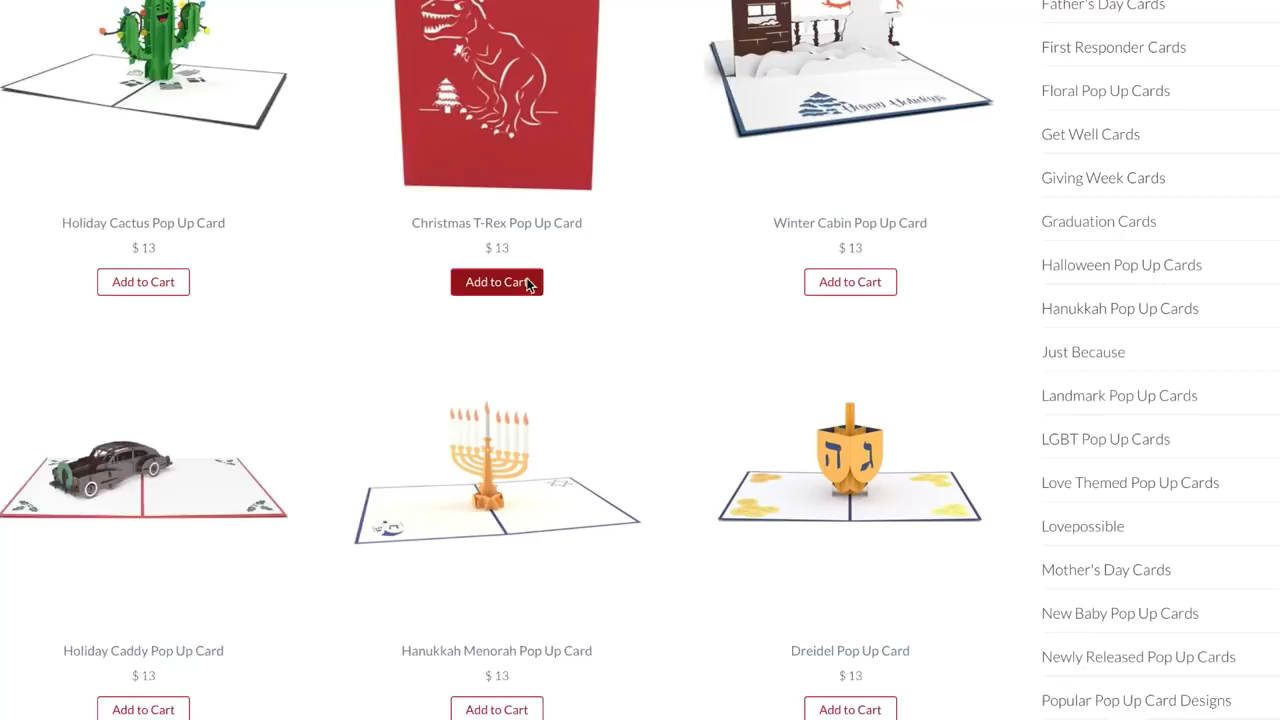 Father's Day Cards
First Responder Cards
Floral Pop Up Cards
Happy Holidays
Get Well Cards
Giving Week Cards
Holiday Cactus Pop Up Card
Christmas T-Rex Pop Up Card
Winter Cabin Pop Up Card
Graduation Cards
$ 13
$ 13
$ 13
Halloween Pop Up Cards
Add to Cart
Add to Cart
Add to Cart
Hanukkah Pop Up Cards
Just Because
Landmark Pop Up Cards
LGBT Pop Up Cards
ה ג
Love Themed Pop Up Cards
Lovepossible
Mother's Day Cards
New Baby Pop Up Cards
Holiday Caddy Pop Up Card
Hanukkah Menorah Pop Up Card
Dreidel Pop Up Card
Newly Released Pop Up Cards
$ 13
$ 13
$ 13
Popular Pop Up Card Designs
Add to Cart
Add to Cart
Add to Cart